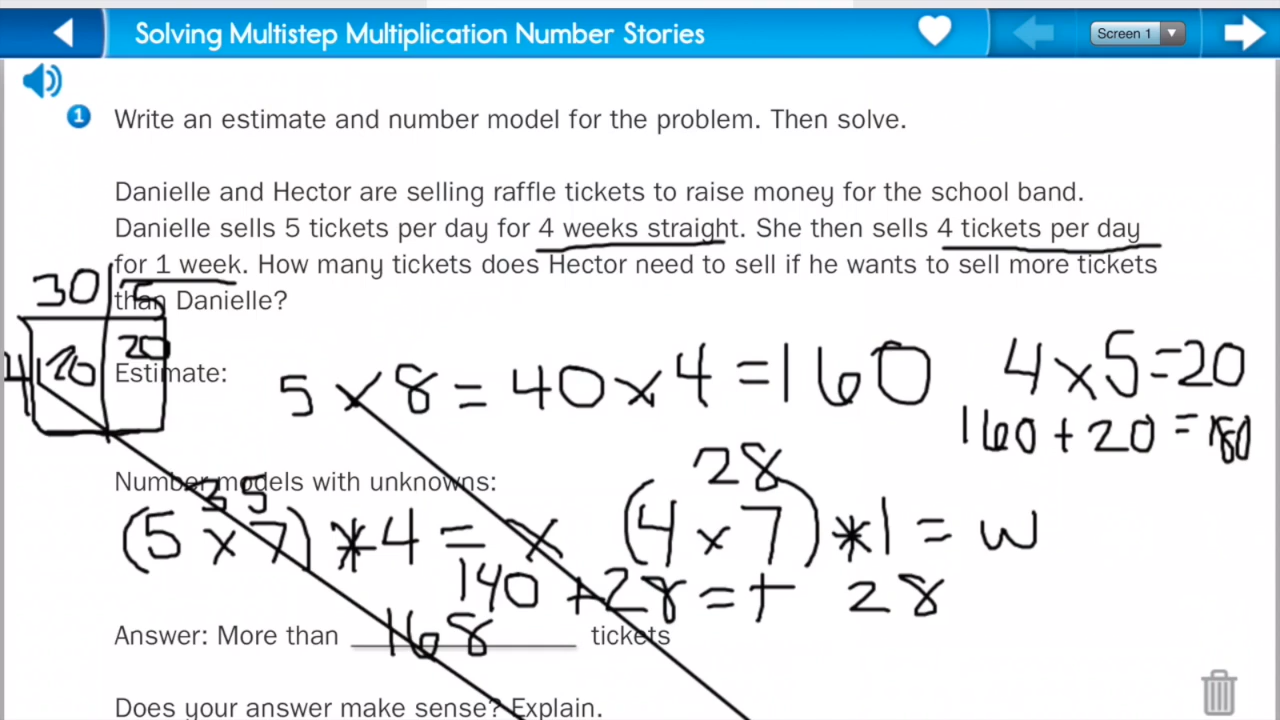 Solving Multistep Multiplication Number Stories
Screen 1
1 Write an estimate and number model for the problem. Then solve.
Danielle and Hector are selling raffle tickets to raise money for the school band.
Danielle sells 5 tickets per day for 4 weeks straight. She then sells 4 tickets per day
for 1 week. How many tickets does Hector need to sell if he wants to sell more tickets
than Danielle?
30 5
4 120 20
Estimate:
5 x 8 = 40 x 4 = 160
4 x 5 = 20
160 + 20 = 180
Number models with unknowns:
35
(5 x 7) * 4 = x
28
(4 x 7) * 1 = w
140 + 28 = t
28
Answer: More than 168 tickets
Does your answer make sense? Explain.